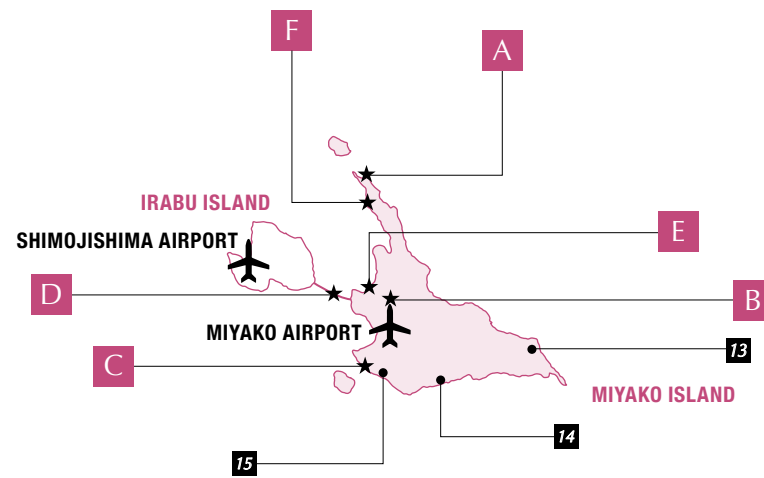 F
A
IRABU ISLAND
SHIMOJISHIMA AIRPORT
E
D
B
MIYAKO AIRPORT
13
C
MIYAKO ISLAND
14
15